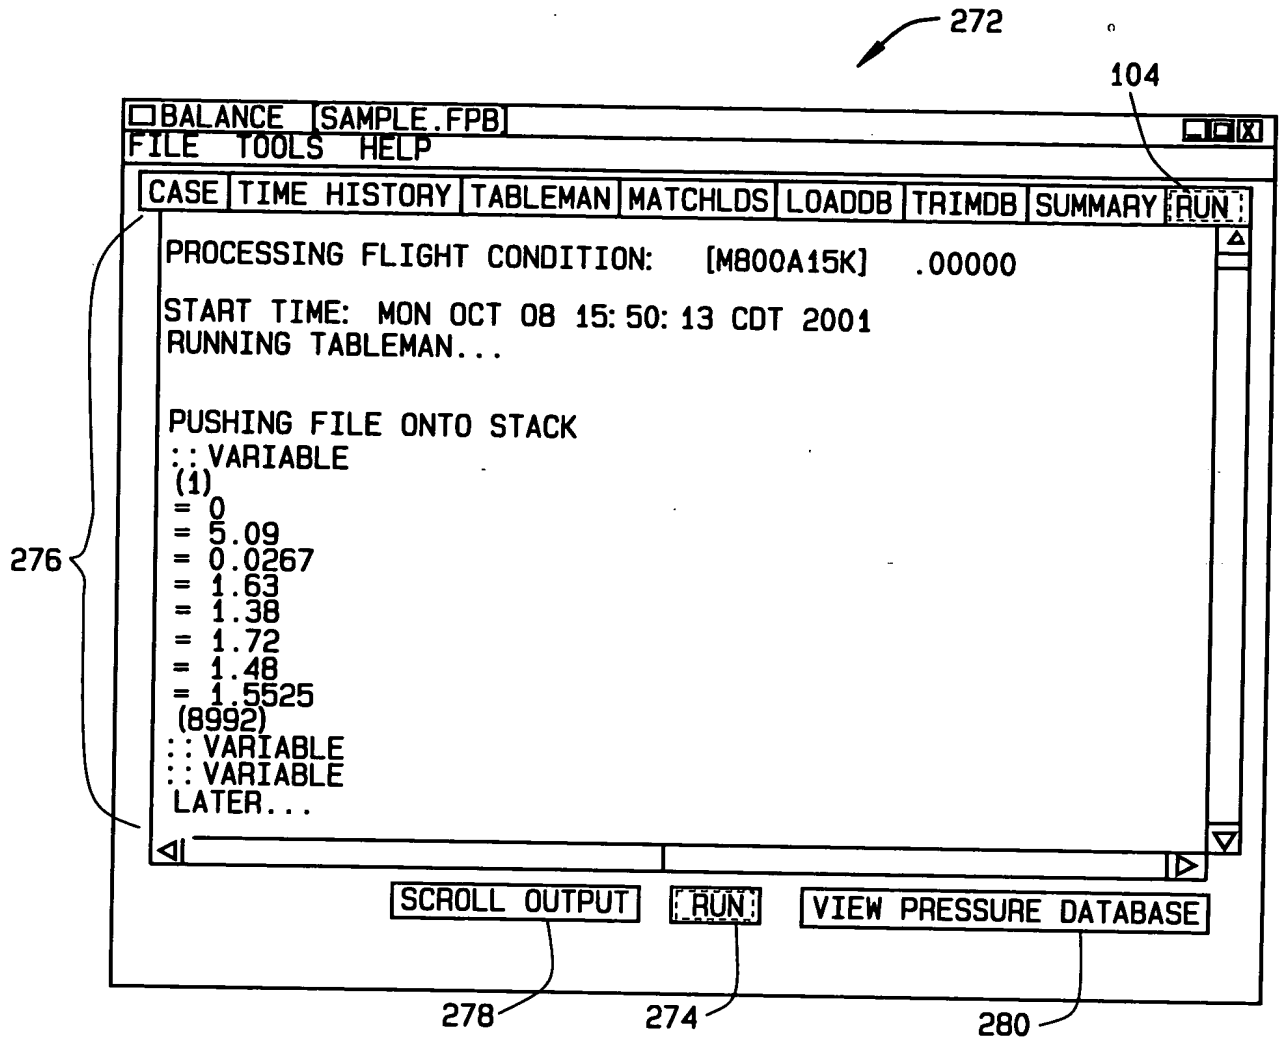 272
104
BALANCE [SAMPLE.FPB]
FILE TOOLS HELP
CASE TIME HISTORY TABLEMAN MATCHLDS LOADDB TRIMDB SUMMARY RUN
PROCESSING FLIGHT CONDITION: [M800A15K] .00000
START TIME: MON OCT 08 15:50:13 CDT 2001
RUNNING TABLEMAN...
PUSHING FILE ONTO STACK
::VARIABLE
(1)
= 0
= 5.09
= 0.0267
= 1.63
= 1.38
= 1.72
= 1.48
= 1.5525
(8992)
::VARIABLE
::VARIABLE
LATER...
276
SCROLL OUTPUT RUN VIEW PRESSURE DATABASE
278 274 280